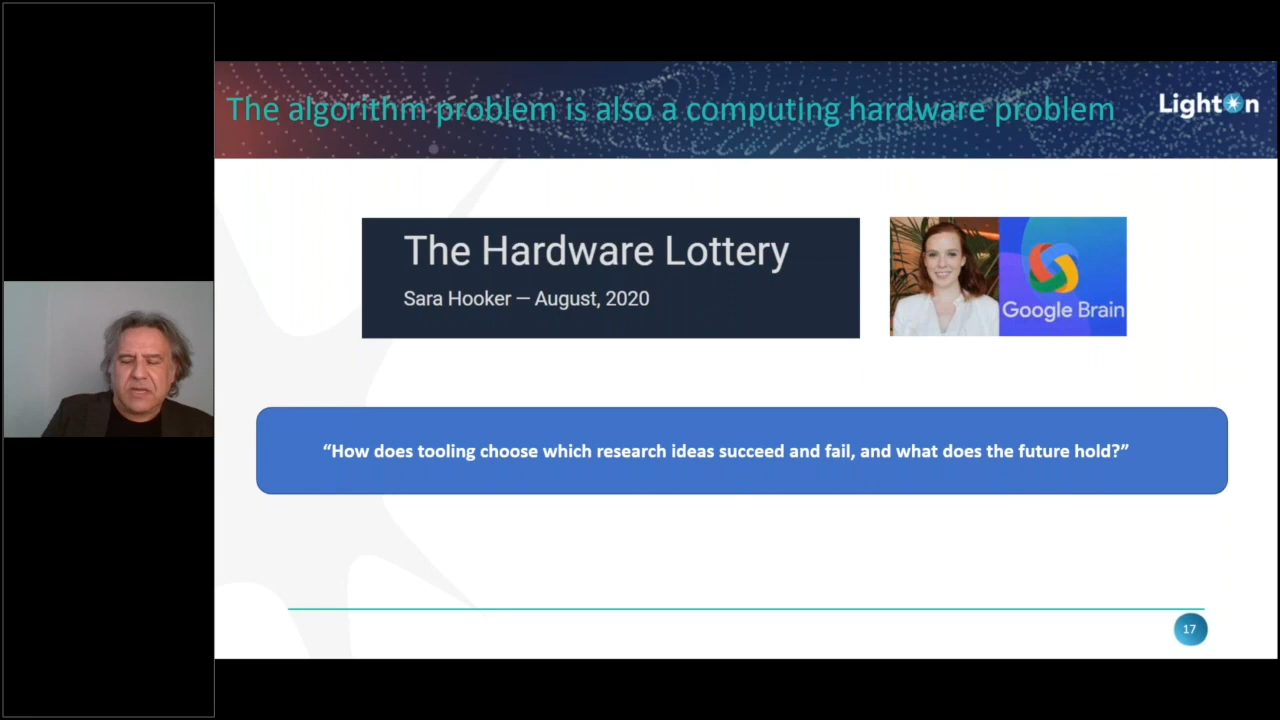 The algorithm problem is also a computing hardware problem
LightOn
The Hardware Lottery
Sara Hooker — August, 2020
Google Brain
“How does tooling choose which research ideas succeed and fail, and what does the future hold?”
17